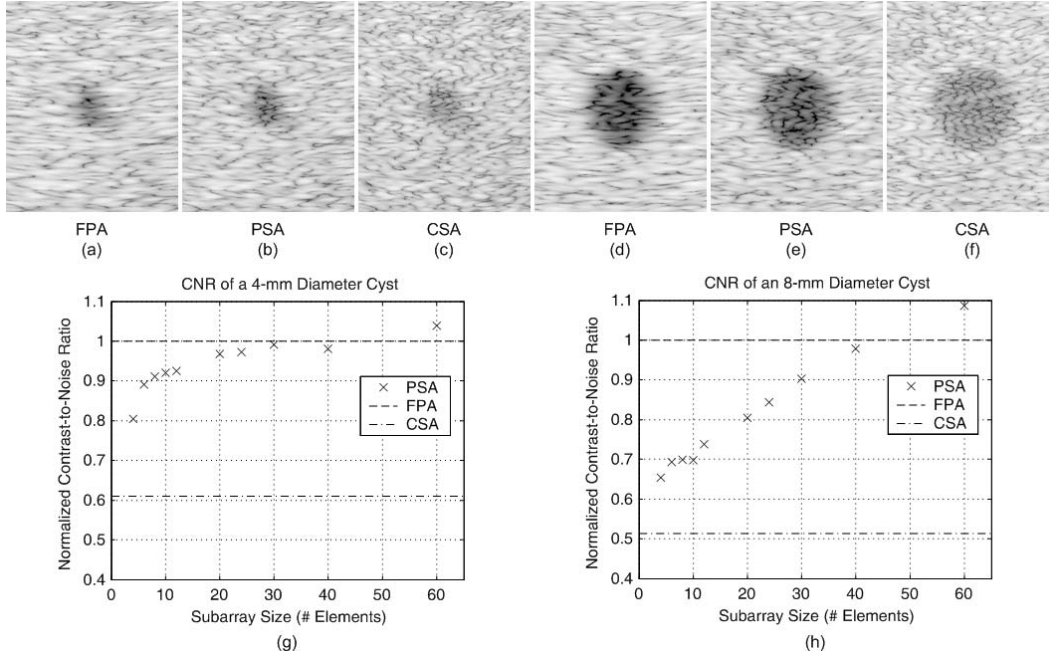 FPA PSA CSA FPA PSA CSA
(a) (b) (c) (d) (e) (f)
CNR of a 4-mm Diameter Cyst
Normalized Contrast-to-Noise Ratio
1.1
1
0.9
0.8
0.7
0.6
0.5
0.4
PSA
FPA
CSA
0 10 20 30 40 50 60
Subarray Size (# Elements)
(g)
CNR of an 8-mm Diameter Cyst
Normalized Contrast-to-Noise Ratio
1.1
1
0.9
0.8
0.7
0.6
0.5
0.4
PSA
FPA
CSA
0 10 20 30 40 50 60
Subarray Size (# Elements)
(h)